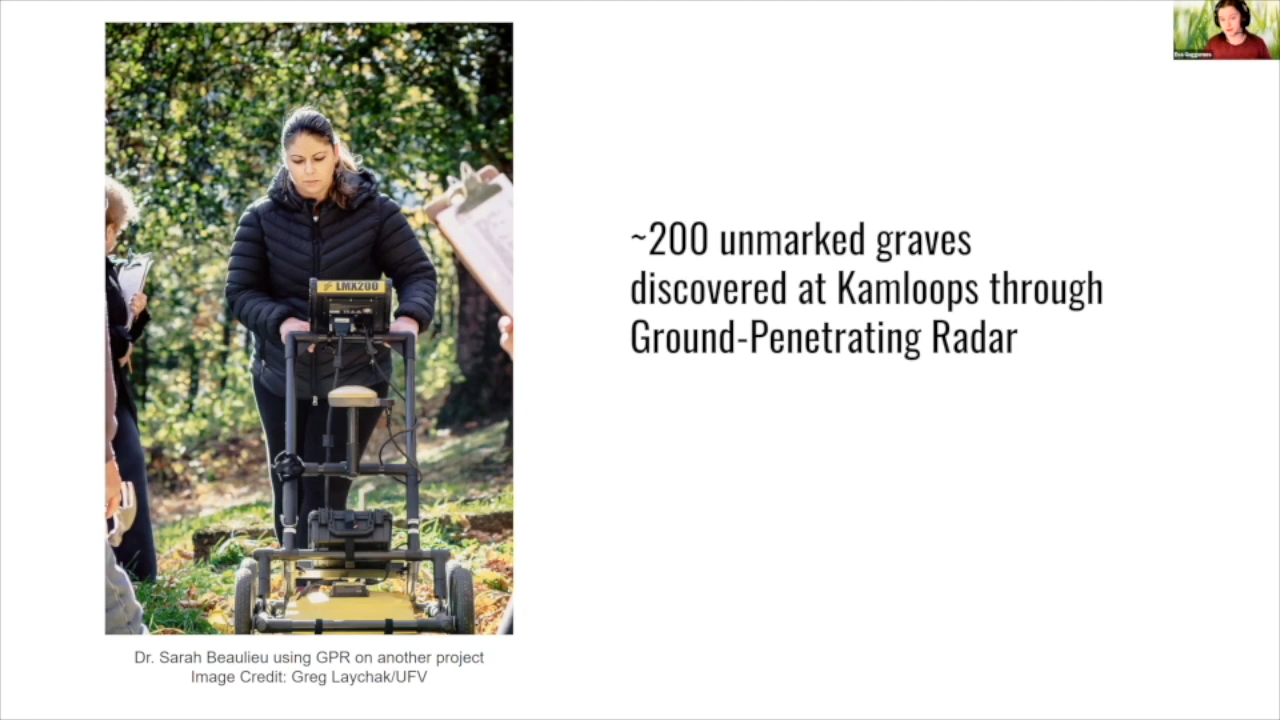 ~200 unmarked graves
discovered at Kamloops through
Ground-Penetrating Radar
LMX200
Dr. Sarah Beaulieu using GPR on another project
Image Credit: Greg Laychak/UFV